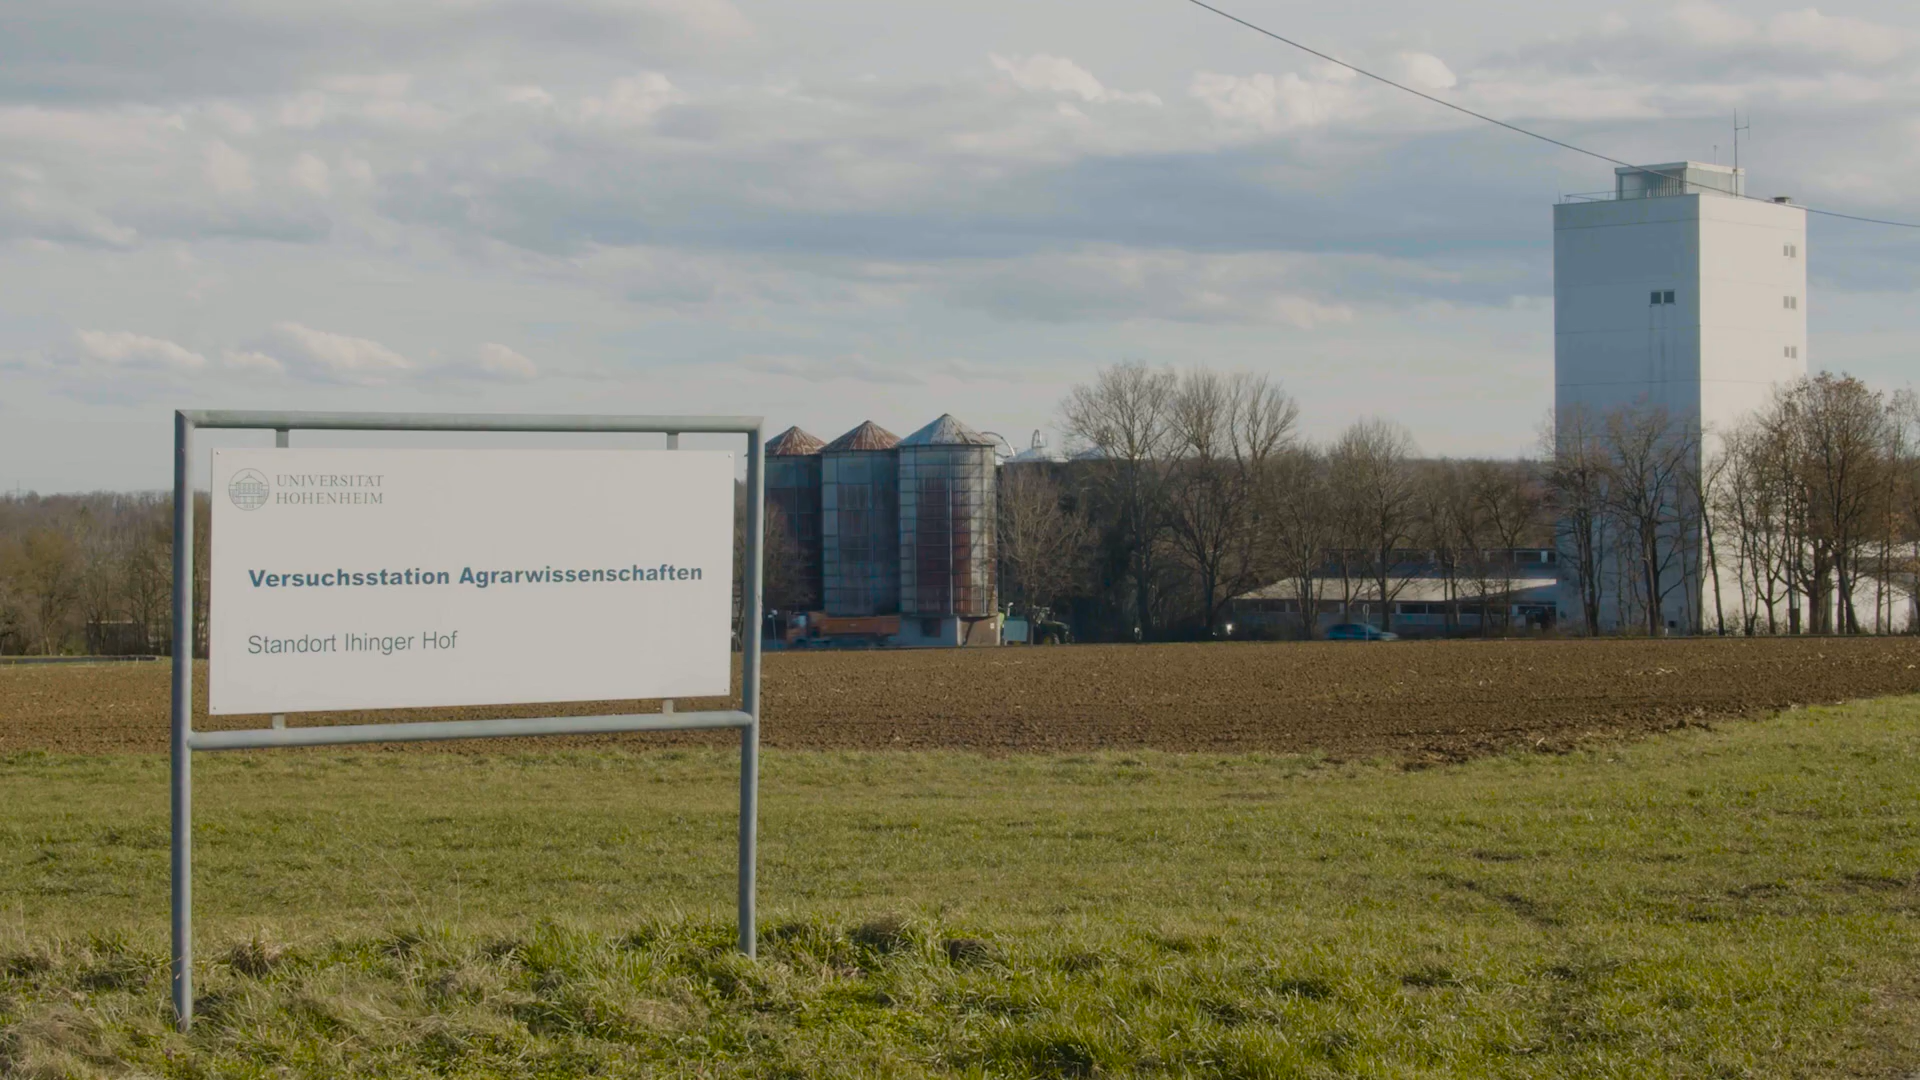 UNIVERSITÄT
HOHENHEIM
Versuchsstation Agrarwissenschaften
Standort Ihinger Hof